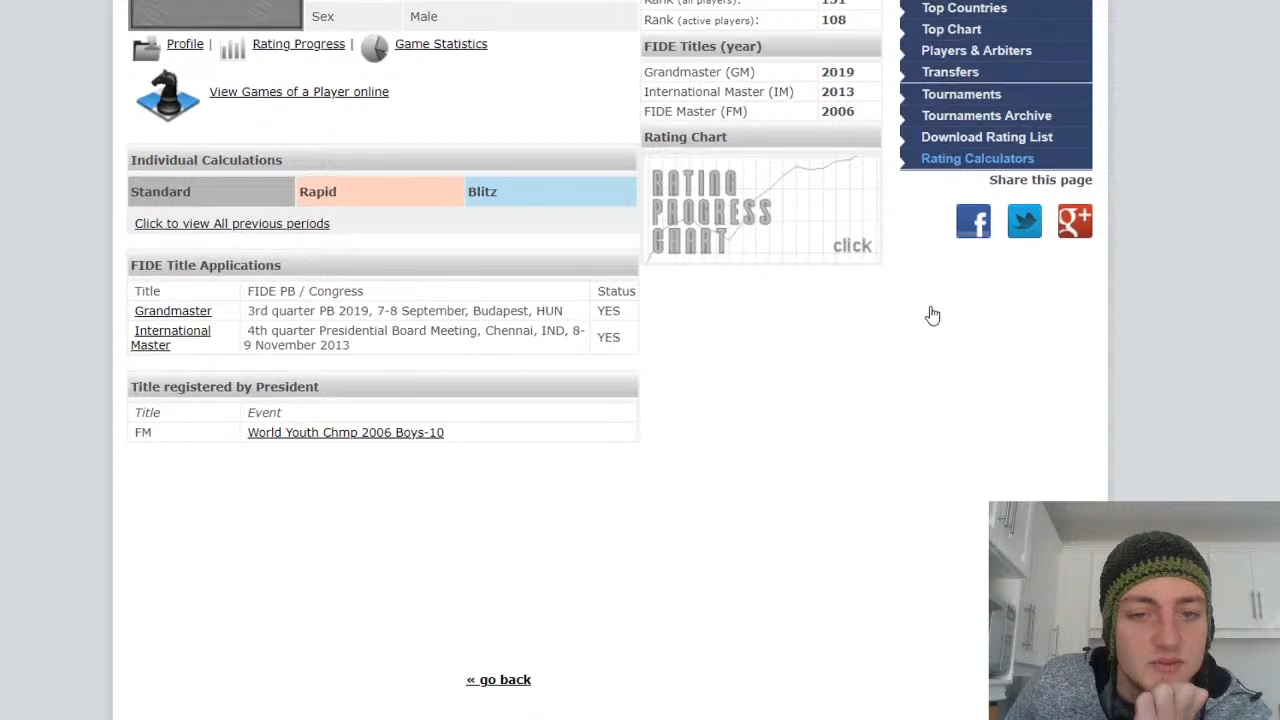 Sex Male
Profile | Rating Progress | Game Statistics
View Games of a Player online
Individual Calculations
Standard Rapid Blitz
Click to view All previous periods
FIDE Title Applications
Title FIDE PB / Congress Status
Grandmaster 3rd quarter PB 2019, 7-8 September, Budapest, HUN YES
International Master 4th quarter Presidential Board Meeting, Chennai, IND, 8-
9 November 2013 YES
Title registered by President
Title Event
FM World Youth Chmp 2006 Boys-10
« go back
Rank (all players): 151
Rank (active players): 108
FIDE Titles (year)
Grandmaster (GM) 2019
International Master (IM) 2013
FIDE Master (FM) 2006
Rating Chart
RATING
PROGRESS
CHART
click
Top Countries
Top Chart
Players & Arbiters
Transfers
Tournaments
Tournaments Archive
Download Rating List
Rating Calculators
Share this page
f
g+